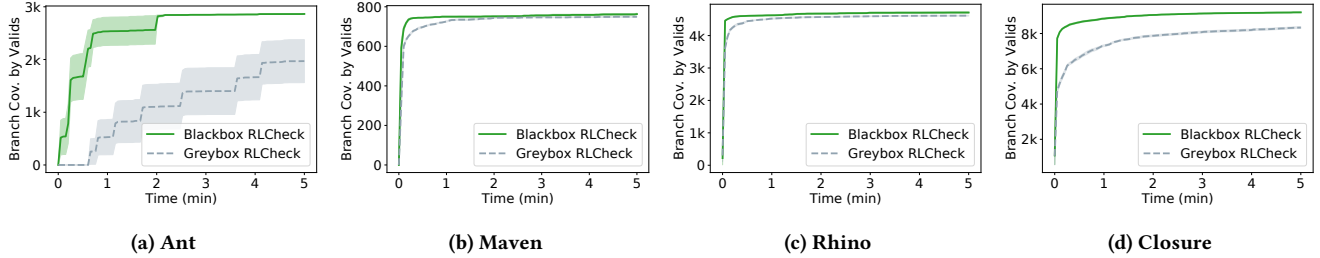 Branch Cov. by Valids
3k
2k
1k
0
0 1 2 3 4 5
Time (min)
Blackbox RLCheck
Greybox RLCheck
(a) Ant
Branch Cov. by Valids
800
600
400
200
0
0 1 2 3 4 5
Time (min)
Blackbox RLCheck
Greybox RLCheck
(b) Maven
Branch Cov. by Valids
4k
3k
2k
1k
0
0 1 2 3 4 5
Time (min)
Blackbox RLCheck
Greybox RLCheck
(c) Rhino
Branch Cov. by Valids
8k
6k
4k
2k
0 1 2 3 4 5
Time (min)
Blackbox RLCheck
Greybox RLCheck
(d) Closure